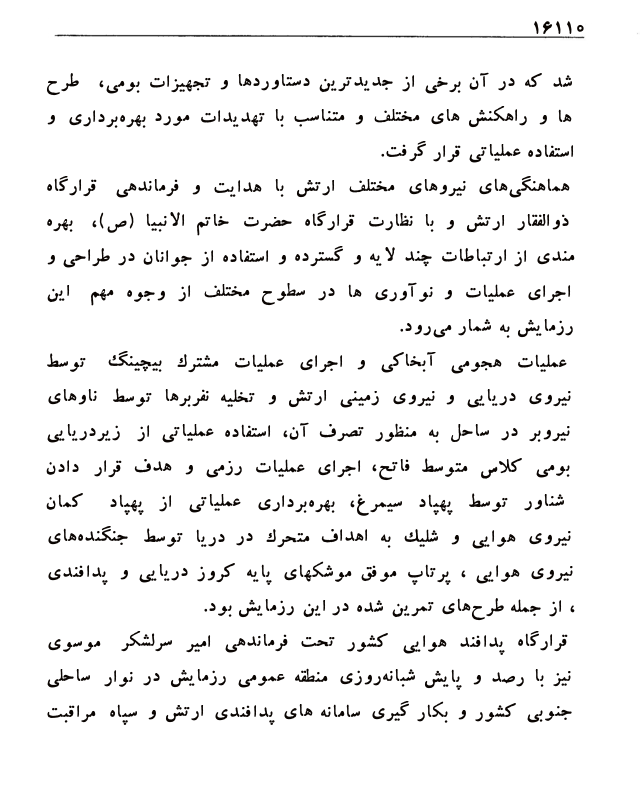 ۱۶۱۱۰
شد که در آن برخی از جدیدترین دستاوردها و تجهیزات بومی، طرح
ها و راهکنش های مختلف و متناسب با تهدیدات مورد بهره‌برداری و
استفاده عملیاتی قرار گرفت.
هماهنگی‌های نیروهای مختلف ارتش با هدایت و فرماندهی قرارگاه
ذوالفقار ارتش و با نظارت قرارگاه حضرت خاتم الانبیا (ص)، بهره
مندی از ارتباطات چند لایه و گسترده و استفاده از جوانان در طراحی و
اجرای عملیات و نوآوری ها در سطوح مختلف از وجوه مهم این
رزمایش به شمار می‌رود.
عملیات هجومی آبخاکی و اجرای عملیات مشترك بیچینگ توسط
نیروی دریایی و نیروی زمینی ارتش و تخلیه نفربرها توسط ناوهای
نیروبر در ساحل به منظور تصرف آن، استفاده عملیاتی از زیردریایی
بومی کلاس متوسط فاتح، اجرای عملیات رزمی و هدف قرار دادن
شناور توسط پهپاد سیمرغ، بهره‌برداری عملیاتی از پهپاد کمان
نیروی هوایی و شلیك به اهداف متحرك در دریا توسط جنگنده‌های
نیروی هوایی ، پرتاپ موفق موشکهای پایه کروز دریایی و پدافندی
، از جمله طرح‌های تمرین شده در این رزمایش بود.
قرارگاه پدافند هوایی کشور تحت فرماندهی امیر سرلشکر موسوی
نیز با رصد و پایش شبانه‌روزی منطقه عمومی رزمایش در نوار ساحلی
جنوبی کشور و بکار گیری سامانه های پدافندی ارتش و سپاه مراقبت